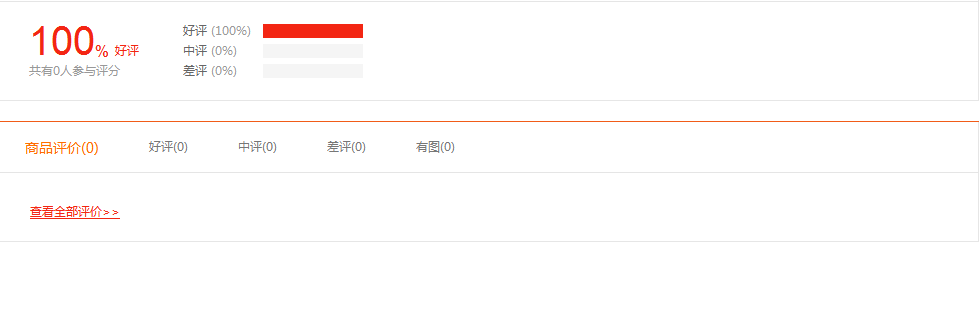 100% 好评
共有0人参与评分
好评 (100%)
中评 (0%)
差评 (0%)
商品评价(0) 好评(0) 中评(0) 差评(0) 有图(0)
查看全部评价>>